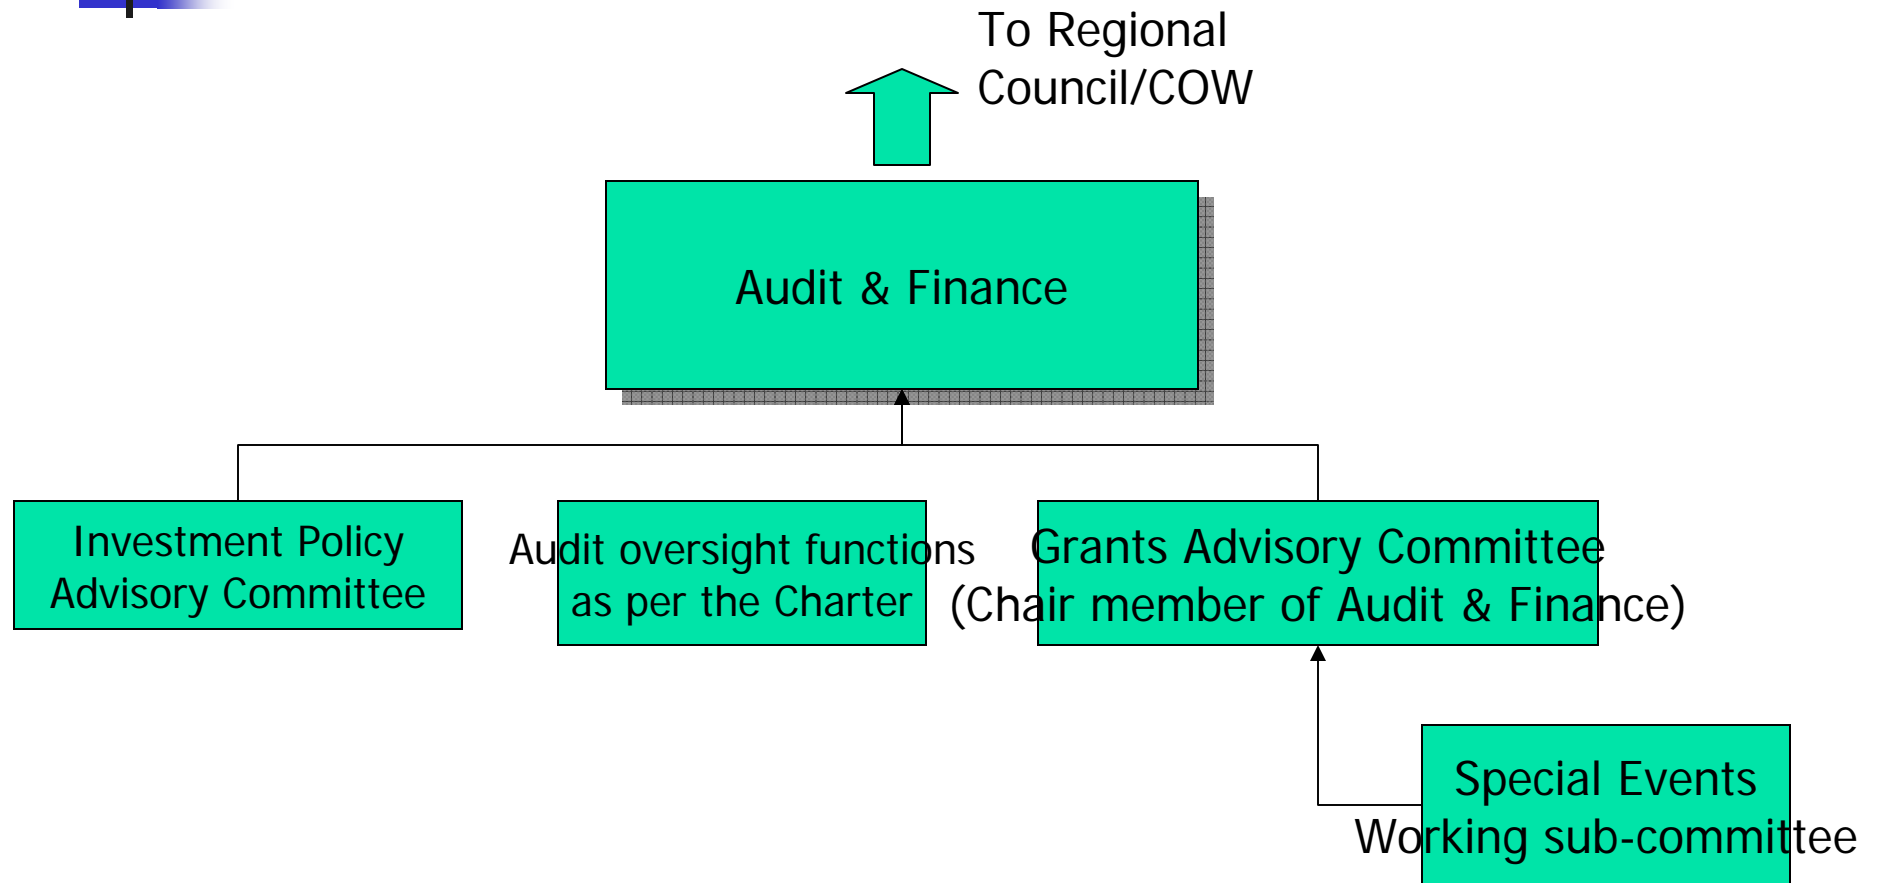 To Regional
Council/COW
Audit & Finance
Investment Policy
Advisory Committee
Audit oversight functions
as per the Charter
Grants Advisory Committee
(Chair member of Audit & Finance)
Special Events
Working sub-committee